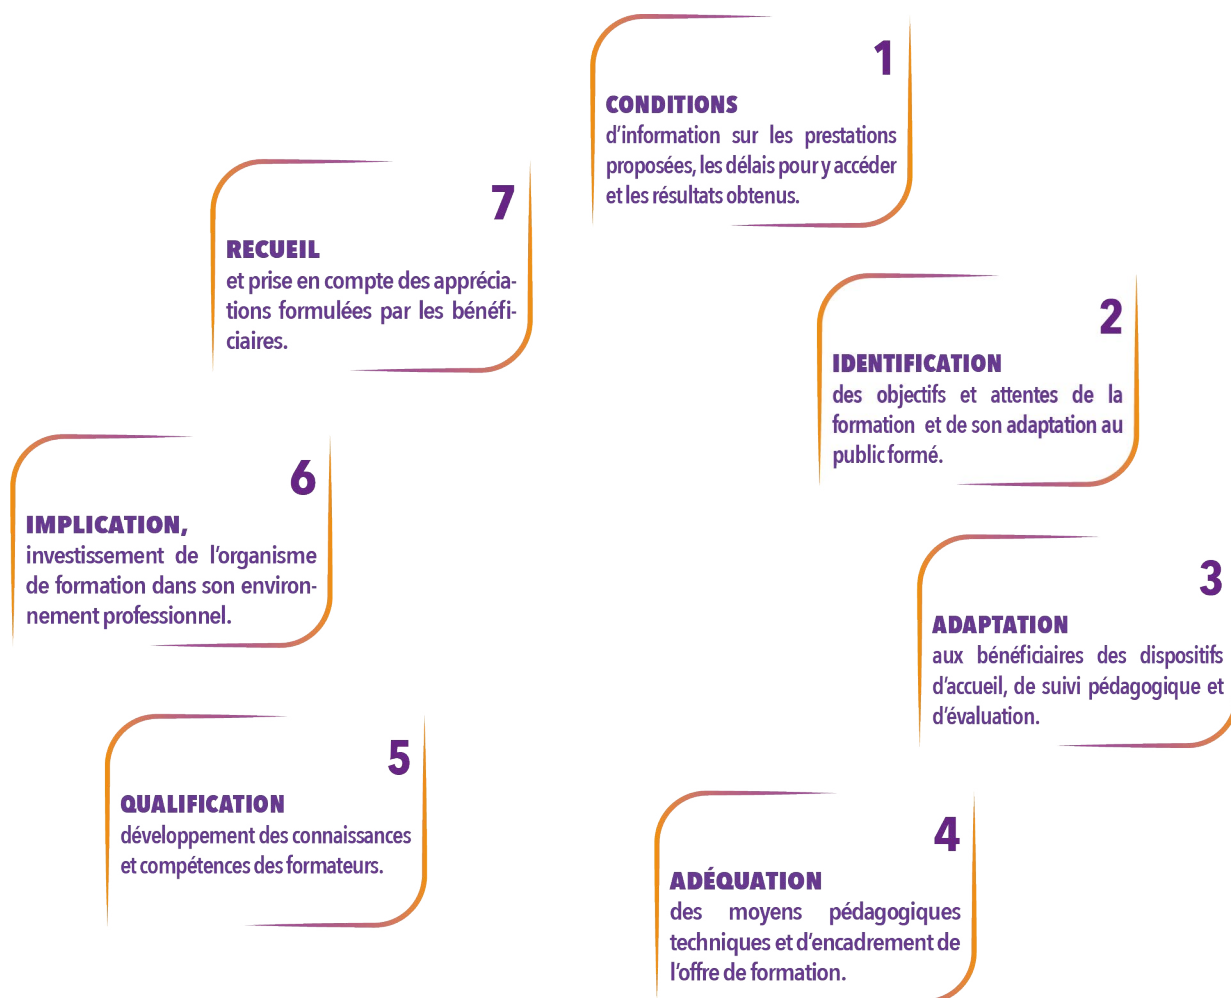 1
CONDITIONS
d'information sur les prestations
proposées, les délais pour y accéder
et les résultats obtenus.
2
IDENTIFICATION
des objectifs et attentes de la
formation et de son adaptation au
public formé.
3
ADAPTATION
aux bénéficiaires des dispositifs
d'accueil, de suivi pédagogique et
d'évaluation.
4
ADÉQUATION
des moyens pédagogiques
techniques et d'encadrement de
l'offre de formation.
5
QUALIFICATION
développement des connaissances
et compétences des formateurs.
6
IMPLICATION,
investissement de l'organisme
de formation dans son environ-
nement professionnel.
7
RECUEIL
et prise en compte des apprécia-
tions formulées par les bénéfi-
ciaires.